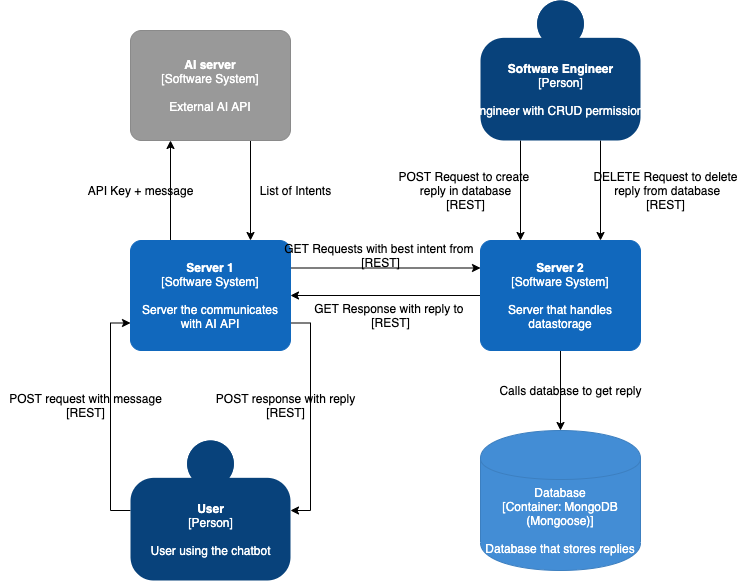 AI server
[Software System]
External AI API
Software Engineer
[Person]
ngineer with CRUD permission
API Key + message
List of Intents
POST Request to create
reply in database
[REST]
DELETE Request to delete
reply from database
[REST]
Server 1
[Software System]
Server the communicates
with AI API
GET Requests with best intent from
[REST]
GET Response with reply to
[REST]
Server 2
[Software System]
Server that handles
datastorage
POST request with message
[REST]
POST response with reply
[REST]
Calls database to get reply
User
[Person]
User using the chatbot
Database
[Container: MongoDB
(Mongoose)]
Database that stores replies